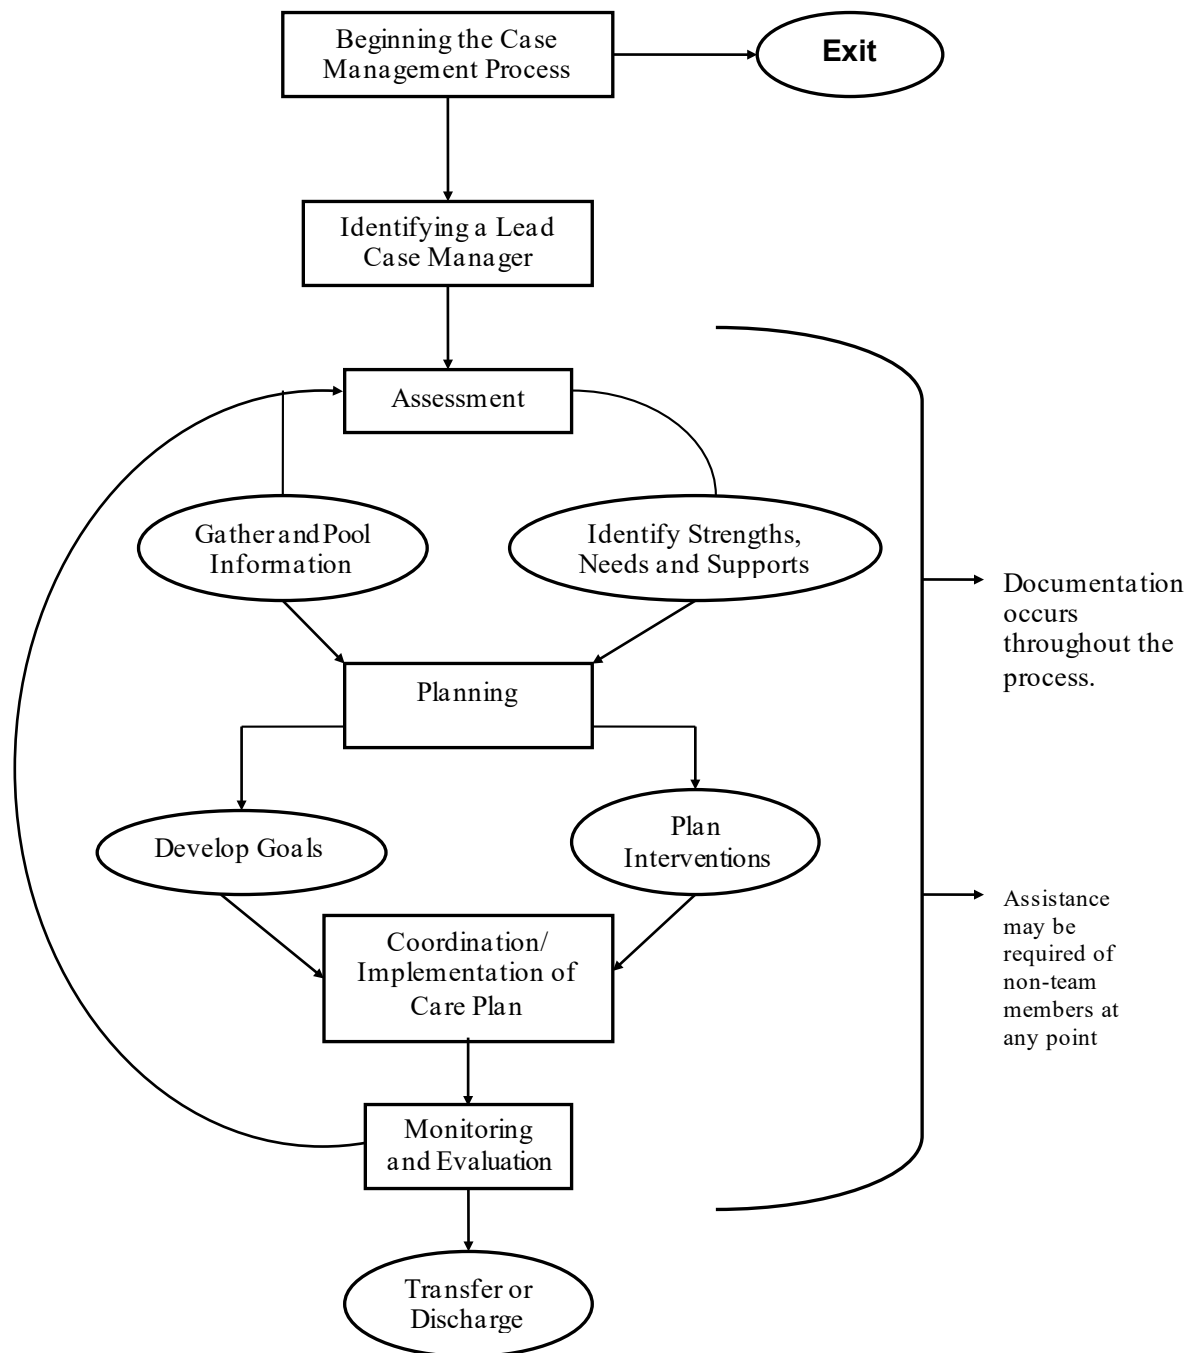 Beginning the Case
Management Process
Exit
Identifying a Lead
Case Manager
Assessment
Gather and Pool
Information
Identify Strengths,
Needs and Supports
Documentation
occurs
throughout the
process.
Planning
Develop Goals
Plan
Interventions
Coordination/
Implementation of
Care Plan
Assistance
may be
required of
non-team
members at
any point
Monitoring
and Evaluation
Transfer or
Discharge